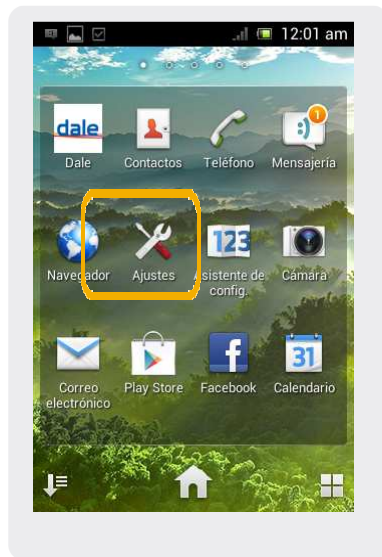 12:01 am
dale
Dale
Contactos
Teléfono
:)
1
Mensajería
Navegador
Ajustes
123
Asistente de
config.
Cámara
Correo
electrónico
Play Store
f
Facebook
31
Calendario